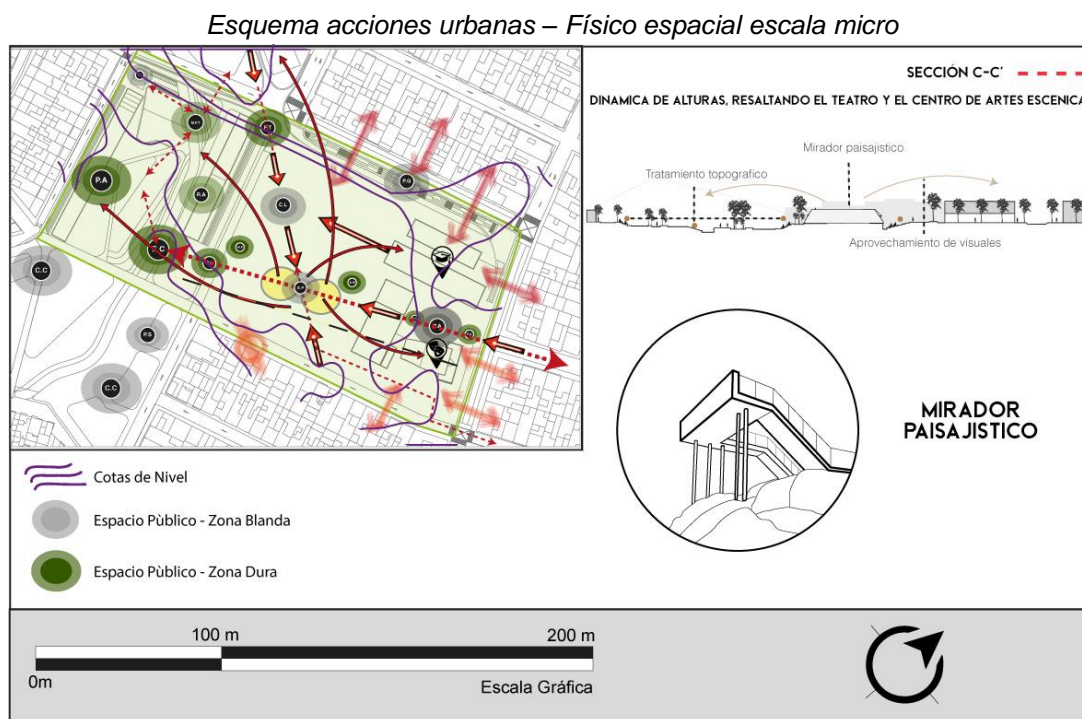 Esquema acciones urbanas – Físico espacial escala micro
SECCIÓN C-C'
DINAMICA DE ALTURAS, RESALTANDO EL TEATRO Y EL CENTRO DE ARTES ESCENICA
Mirador paisajistico
Tratamiento topografico
Aprovechamiento de visuales
P.A
R.A
C.L
P.G
C.C
P.S
C.C
MIRADOR
PAISAJISTICO
Cotas de Nivel
Espacio Pùblico - Zona Blanda
Espacio Pùblico - Zona Dura
100 m
200 m
0m
Escala Gráfica